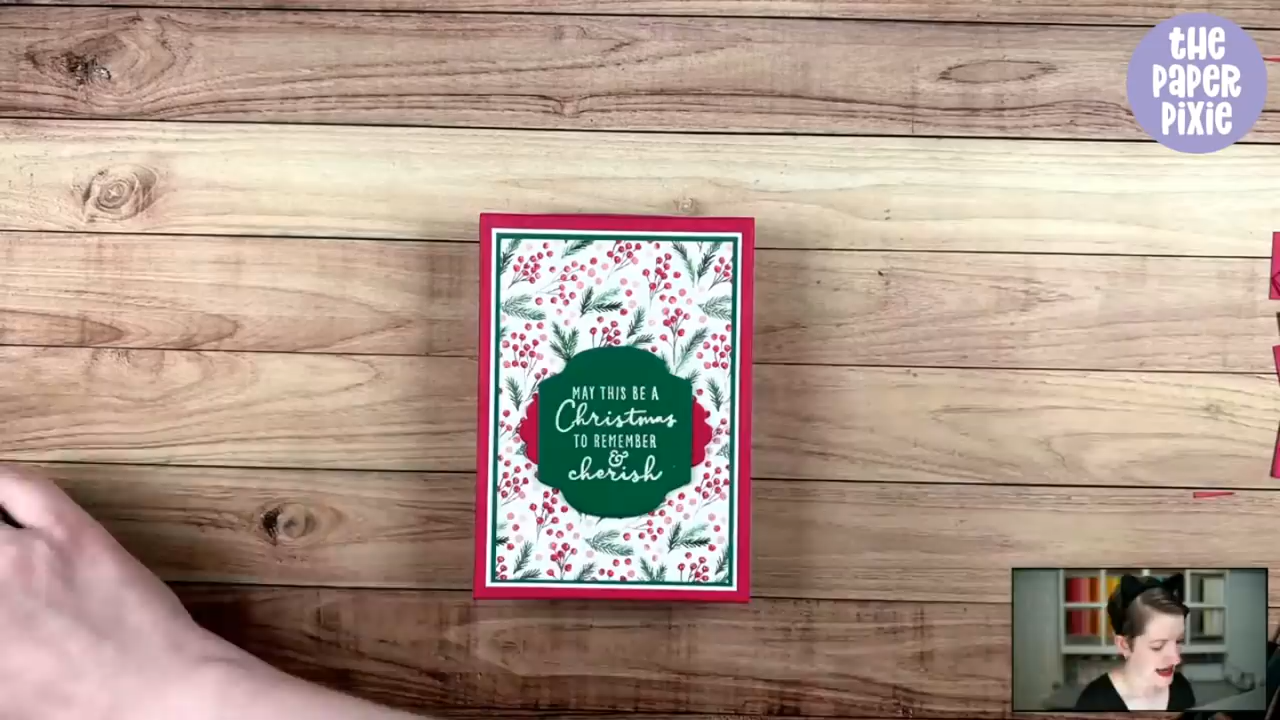 tHE
PAPER
PiXiE
MAY THIS BE A
Christmas
TO REMEMBER
&
cherish